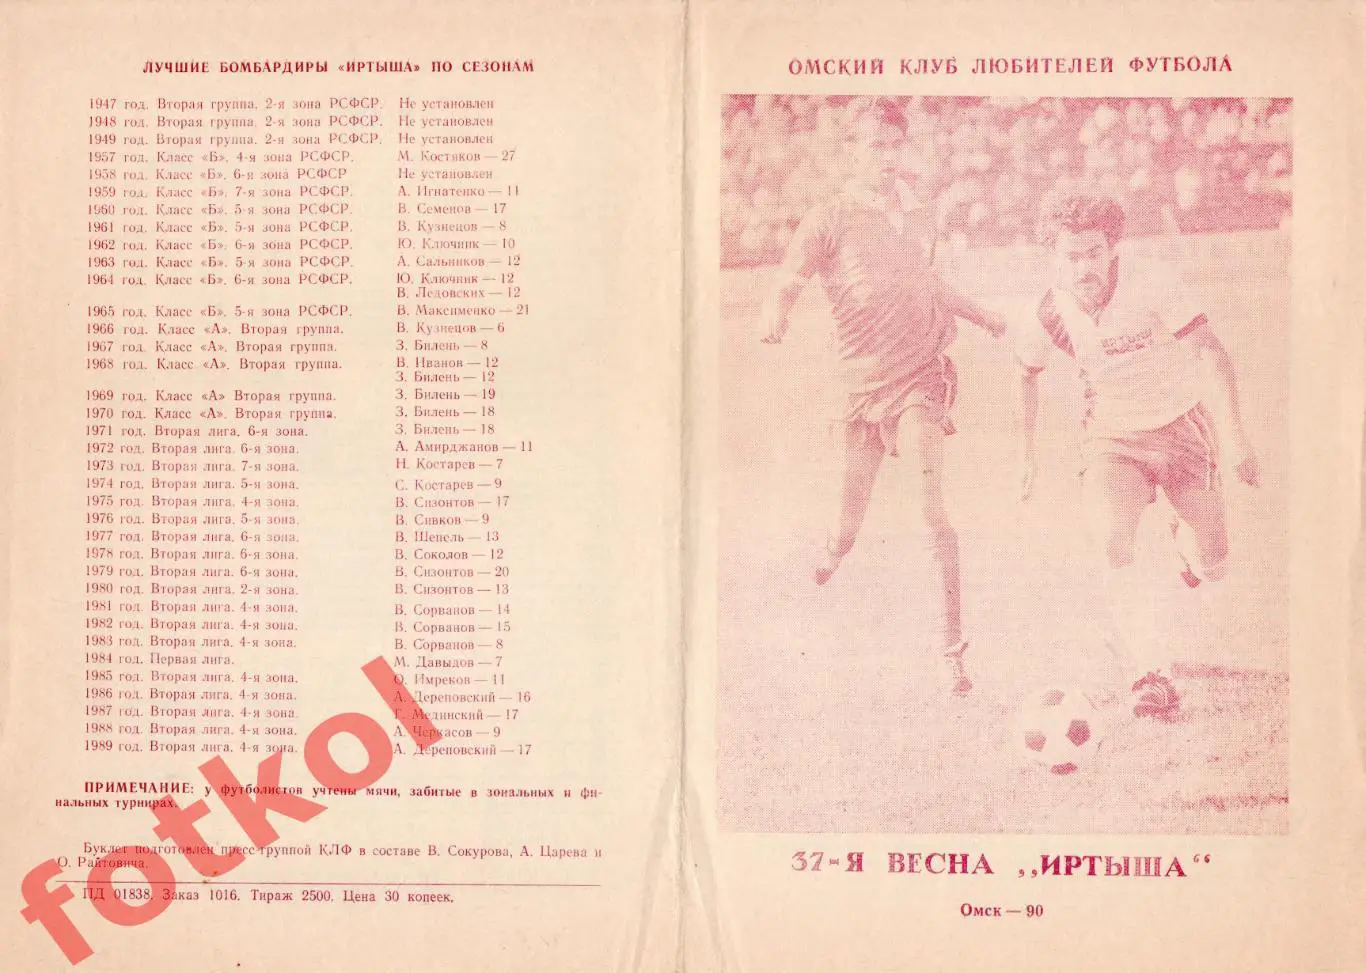 ЛУЧШИЕ БОМБАРДИРЫ «ИРТЫША» ПО СЕЗОНАМ
1947 год. Вторая группа. 2-я зона РСФСР. Не установлен
1948 год. Вторая группа. 2-я зона РСФСР. Не установлен
1949 год. Вторая группа. 2-я зона РСФСР. Не установлен
1957 год. Класс «Б». 4-я зона РСФСР. М. Костяков — 27
1958 год. Класс «Б». 6-я зона РСФСР Не установлен
1959 год. Класс «Б». 7-я зона РСФСР. А. Игнатенко — 11
1960 год. Класс «Б». 5-я зона РСФСР. В. Семенов — 17
1961 год. Класс «Б». 5-я зона РСФСР. В. Кузнецов — 8
1962 год. Класс «Б». 6-я зона РСФСР. Ю. Ключник — 10
1963 год. Класс «Б». 5-я зона РСФСР. А. Сальников — 12
1964 год. Класс «Б». 6-я зона РСФСР. Ю. Ключник — 12
В. Ледовских — 12
1965 год. Класс «Б». 5-я зона РСФСР. В. Максименко — 21
1966 год. Класс «А». Вторая группа. В. Кузнецов — 6
1967 год. Класс «А». Вторая группа. З. Билень — 8
1968 год. Класс «А». Вторая группа. В. Иванов — 12
З. Билень — 12
1969 год. Класс «А» Вторая группа. З. Билень — 19
1970 год. Класс «А». Вторая группа. З. Билень — 18
1971 год. Вторая лига. 6-я зона. З. Билень — 18
1972 год. Вторая лига. 6-я зона. А. Амирджанов — 11
1973 год. Вторая лига. 7-я зона. Н. Костарев — 7
1974 год. Вторая лига. 5-я зона. С. Костарев — 9
1975 год. Вторая лига. 4-я зона. В. Сизонтов — 17
1976 год. Вторая лига. 5-я зона. В. Сивков — 9
1977 год. Вторая лига. 6-я зона. В. Шепель — 13
1978 год. Вторая лига. 6-я зона. В. Соколов — 12
1979 год. Вторая лига. 6-я зона. В. Сизонтов — 20
1980 год. Вторая лига. 2-я зона. В. Сизонтов — 13
1981 год. Вторая лига. 4-я зона. В. Сорванов — 14
1982 год. Вторая лига. 4-я зона. В. Сорванов — 15
1983 год. Вторая лига. 4-я зона. В. Сорванов — 8
1984 год. Первая лига. М. Давыдов — 7
1985 год. Вторая лига. 4-я зона. О. Имреков — 11
1986 год. Вторая лига. 4-я зона. А. Дереповский — 16
1987 год. Вторая лига. 4-я зона. Г. Мединский — 17
1988 год. Вторая лига. 4-я зона. А. Черкасов — 9
1989 год. Вторая лига. 4-я зона. А. Дереповский — 17
ПРИМЕЧАНИЕ: у футболистов учтены мячи, забитые в зональных и фи-
нальных турнирах.
Буклет подготовлен пресс-группой КЛФ в составе В. Сокурова, А. Царева и
О. Райтовича.
ПД 01838. Заказ 1016. Тираж 2500. Цена 30 копеек.
fotkol
ОМСКИЙ КЛУБ ЛЮБИТЕЛЕЙ ФУТБОЛА
ИРТЫШ
ОМСК
37-Я ВЕСНА „ИРТЫША“
Омск — 90